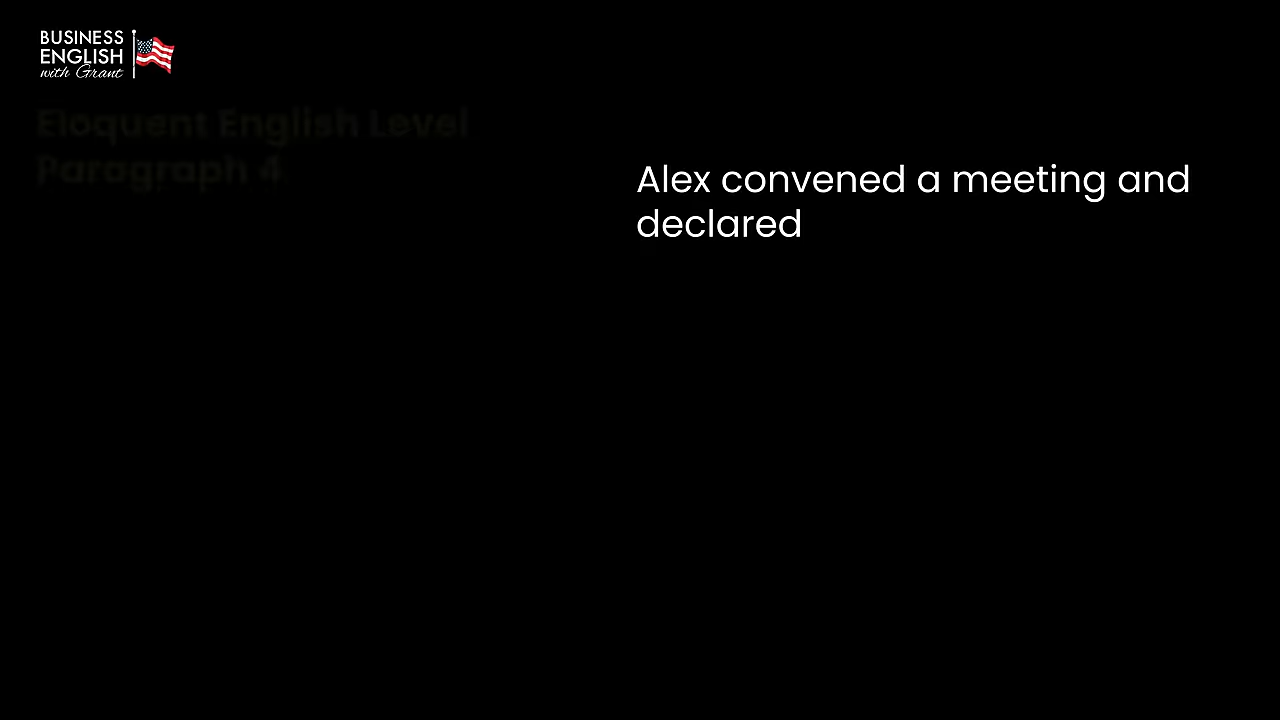 BUSINESS
ENGLISH
with Grant
Eloquent English Level
Paragraph 4
Alex convened a meeting and
declared